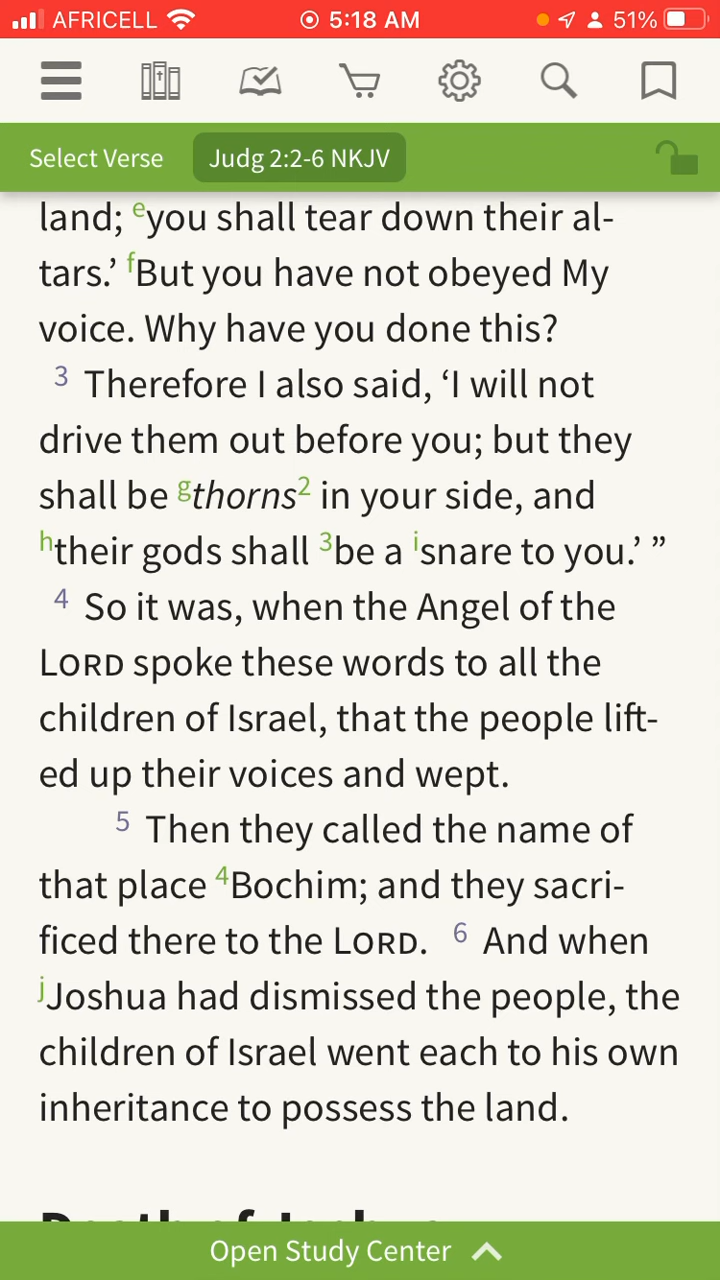 AFRICELL 5:18 AM 51%
Select Verse Judg 2:2-6 NKJV
land; eyou shall tear down their al-
tars.’ fBut you have not obeyed My
voice. Why have you done this?
3 Therefore I also said, ‘I will not
drive them out before you; but they
shall be gthorns2 in your side, and
htheir gods shall 3be a isnare to you.’ ”
4 So it was, when the Angel of the
LORD spoke these words to all the
children of Israel, that the people lift-
ed up their voices and wept.
5 Then they called the name of
that place 4Bochim; and they sacri-
ficed there to the LORD. 6 And when
jJoshua had dismissed the people, the
children of Israel went each to his own
inheritance to possess the land.
Death of Joshua
Open Study Center